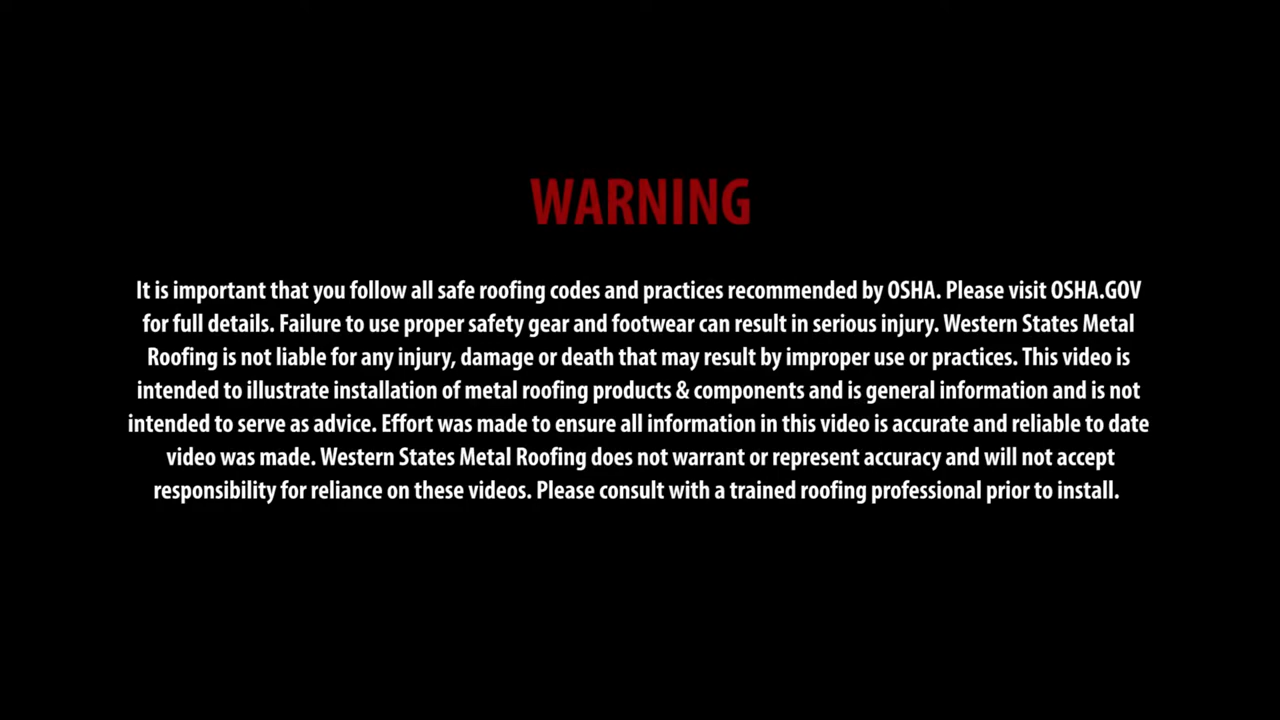 WARNING
It is important that you follow all safe roofing codes and practices recommended by OSHA. Please visit OSHA.GOV
for full details. Failure to use proper safety gear and footwear can result in serious injury. Western States Metal
Roofing is not liable for any injury, damage or death that may result by improper use or practices. This video is
intended to illustrate installation of metal roofing products & components and is general information and is not
intended to serve as advice. Effort was made to ensure all information in this video is accurate and reliable to date
video was made. Western States Metal Roofing does not warrant or represent accuracy and will not accept
responsibility for reliance on these videos. Please consult with a trained roofing professional prior to install.